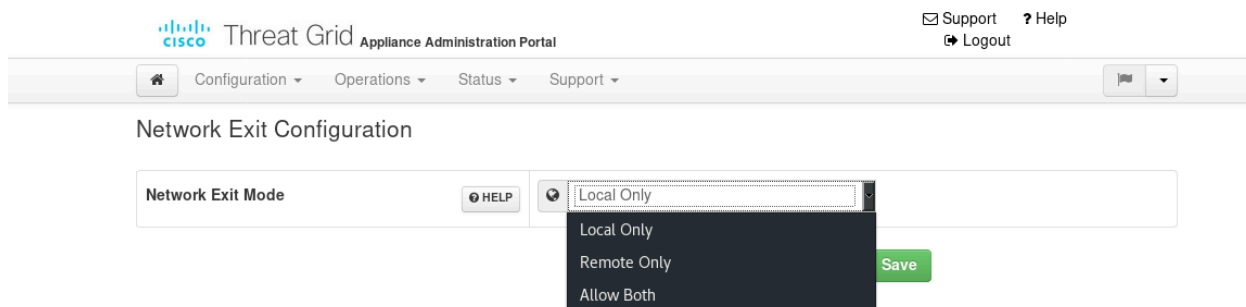 Support ? Help
cisco Threat Grid Appliance Administration Portal
Logout
Configuration Operations Status Support
Network Exit Configuration
Network Exit Mode ? HELP Local Only
Local Only
Remote Only
Save
Allow Both